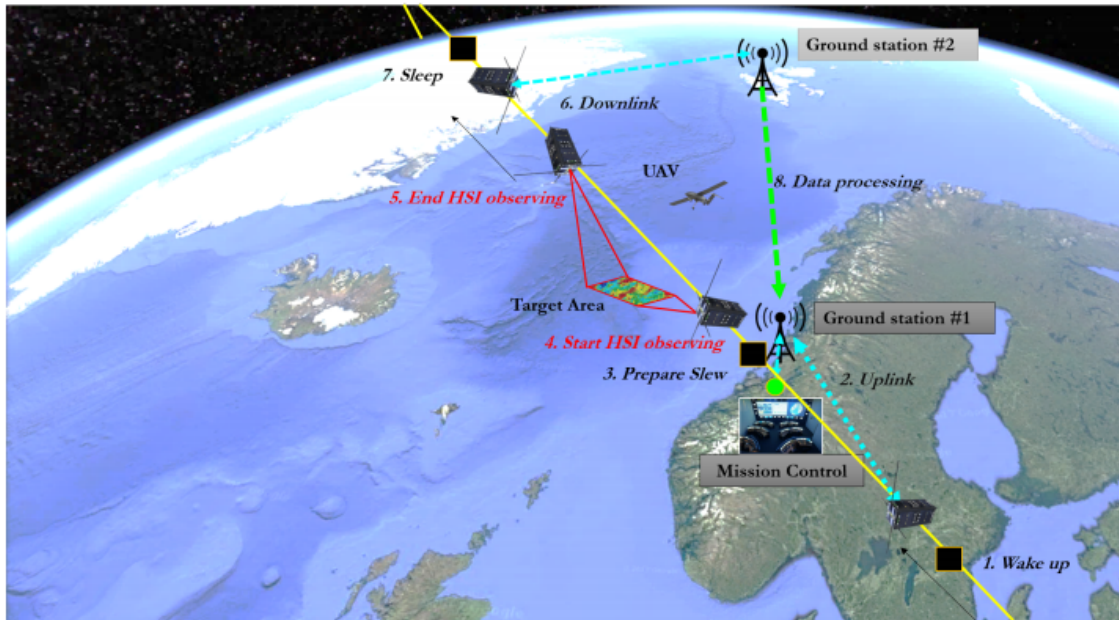 Ground station #2
7. Sleep
6. Downlink
UAV
8. Data processing
5. End HSI observing
Target Area
Ground station #1
4. Start HSI observing
3. Prepare Slew
2. Uplink
Mission Control
1. Wake up